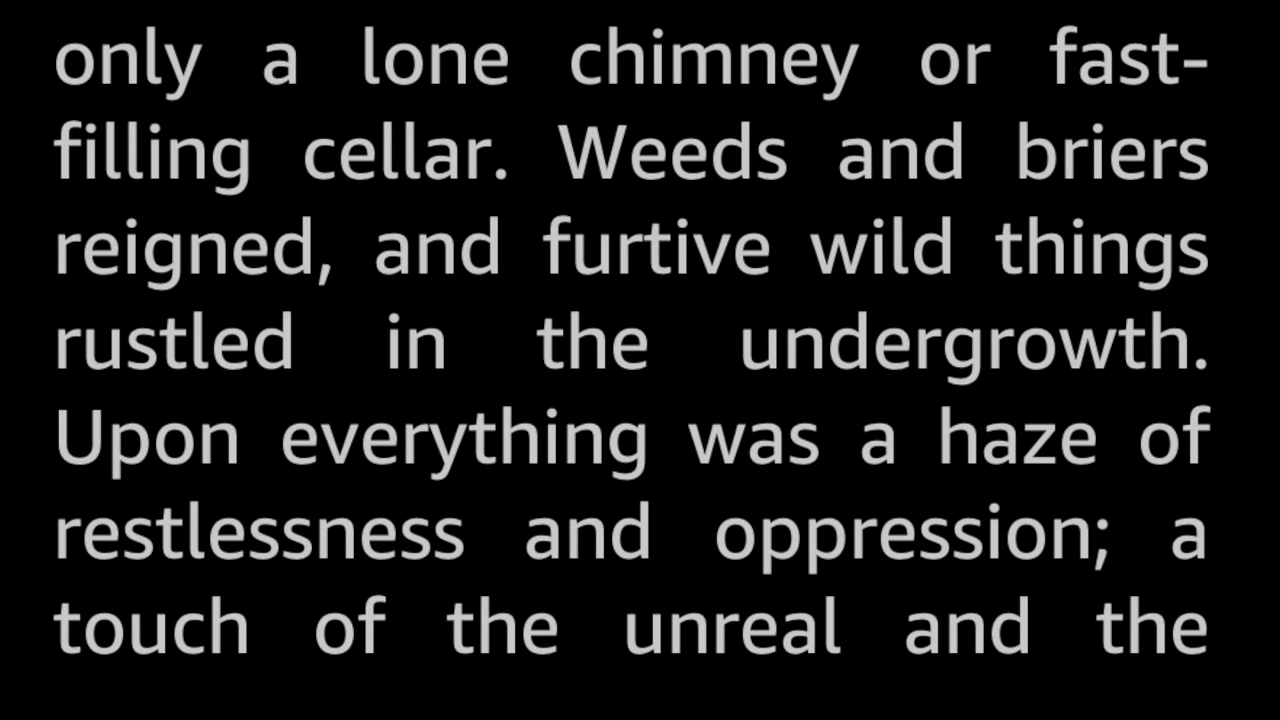 only a lone chimney or fast-
filling cellar. Weeds and briers
reigned, and furtive wild things
rustled in the undergrowth.
Upon everything was a haze of
restlessness and oppression; a
touch of the unreal and the